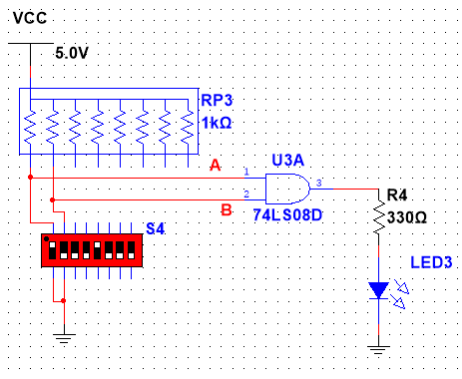 VCC
5.0V
RP3
1kΩ
A
U3A
1
3
2
B
74LS08D
R4
330Ω
S4
LED3